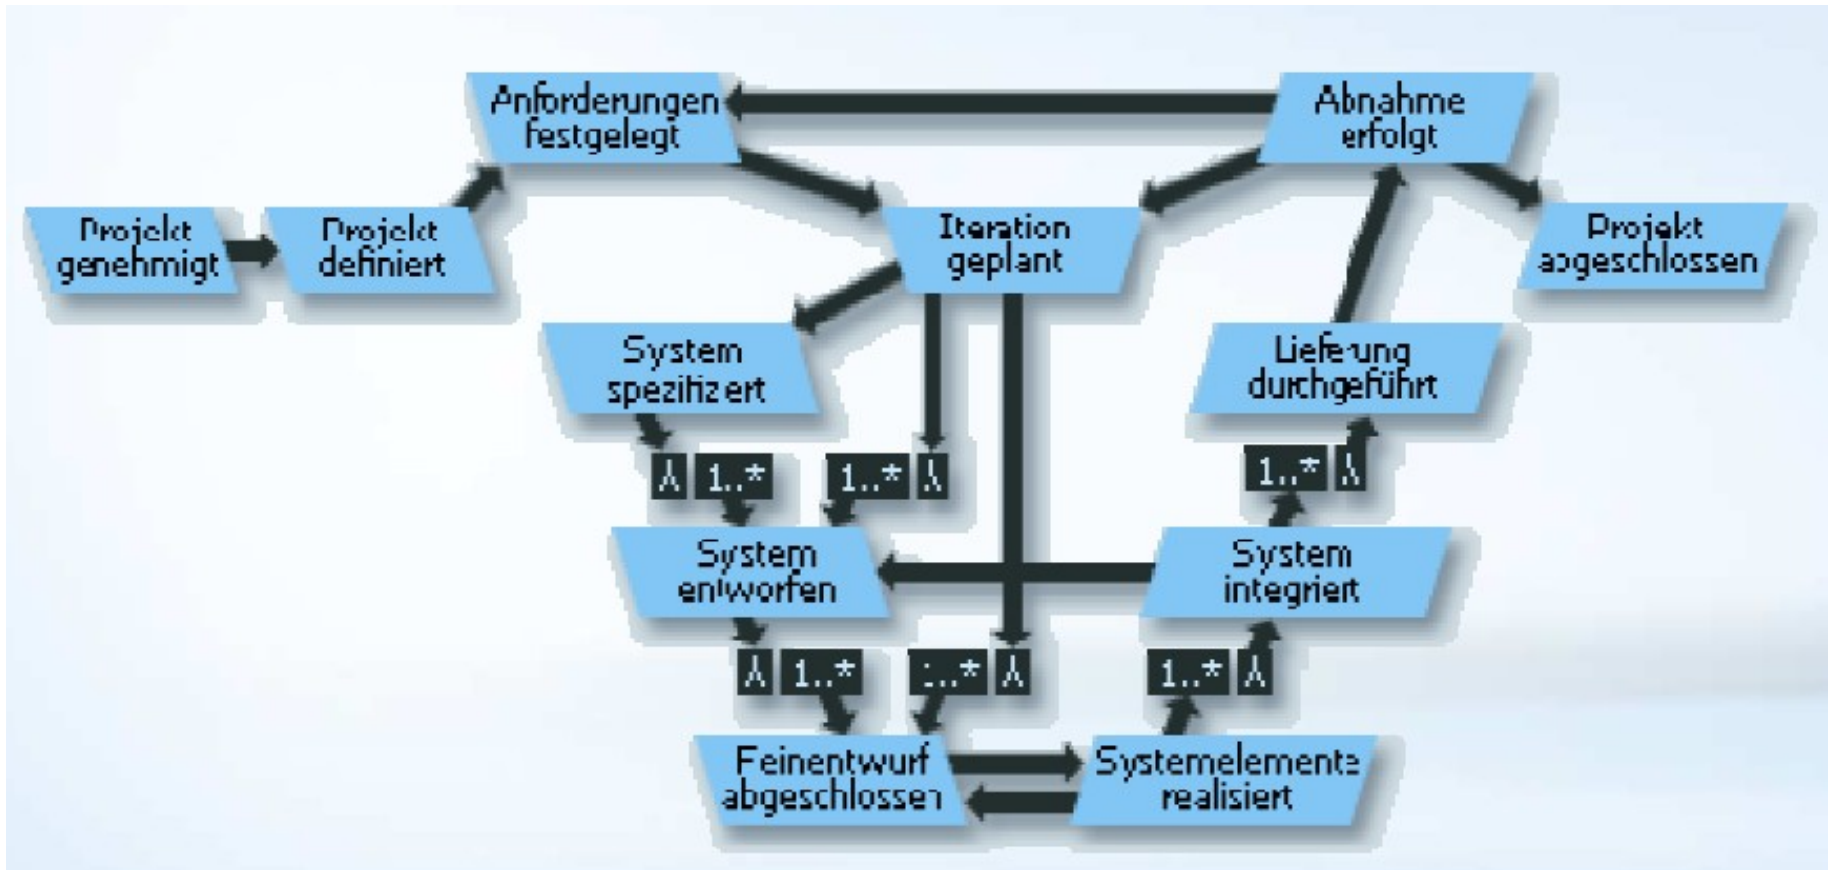 Anforderungen
festgelegt
Abnahme
erfolgt
Projekt
genehmigt
Projekt
definiert
Iteration
geplant
Projekt
abgeschlossen
System
spezifiziert
Lieferung
durchgeführt
1..*
1..*
1..*
System
entworfen
System
integriert
1..*
1..*
1..*
Feinentwurf
abgeschlossen
Systemelemente
realisiert